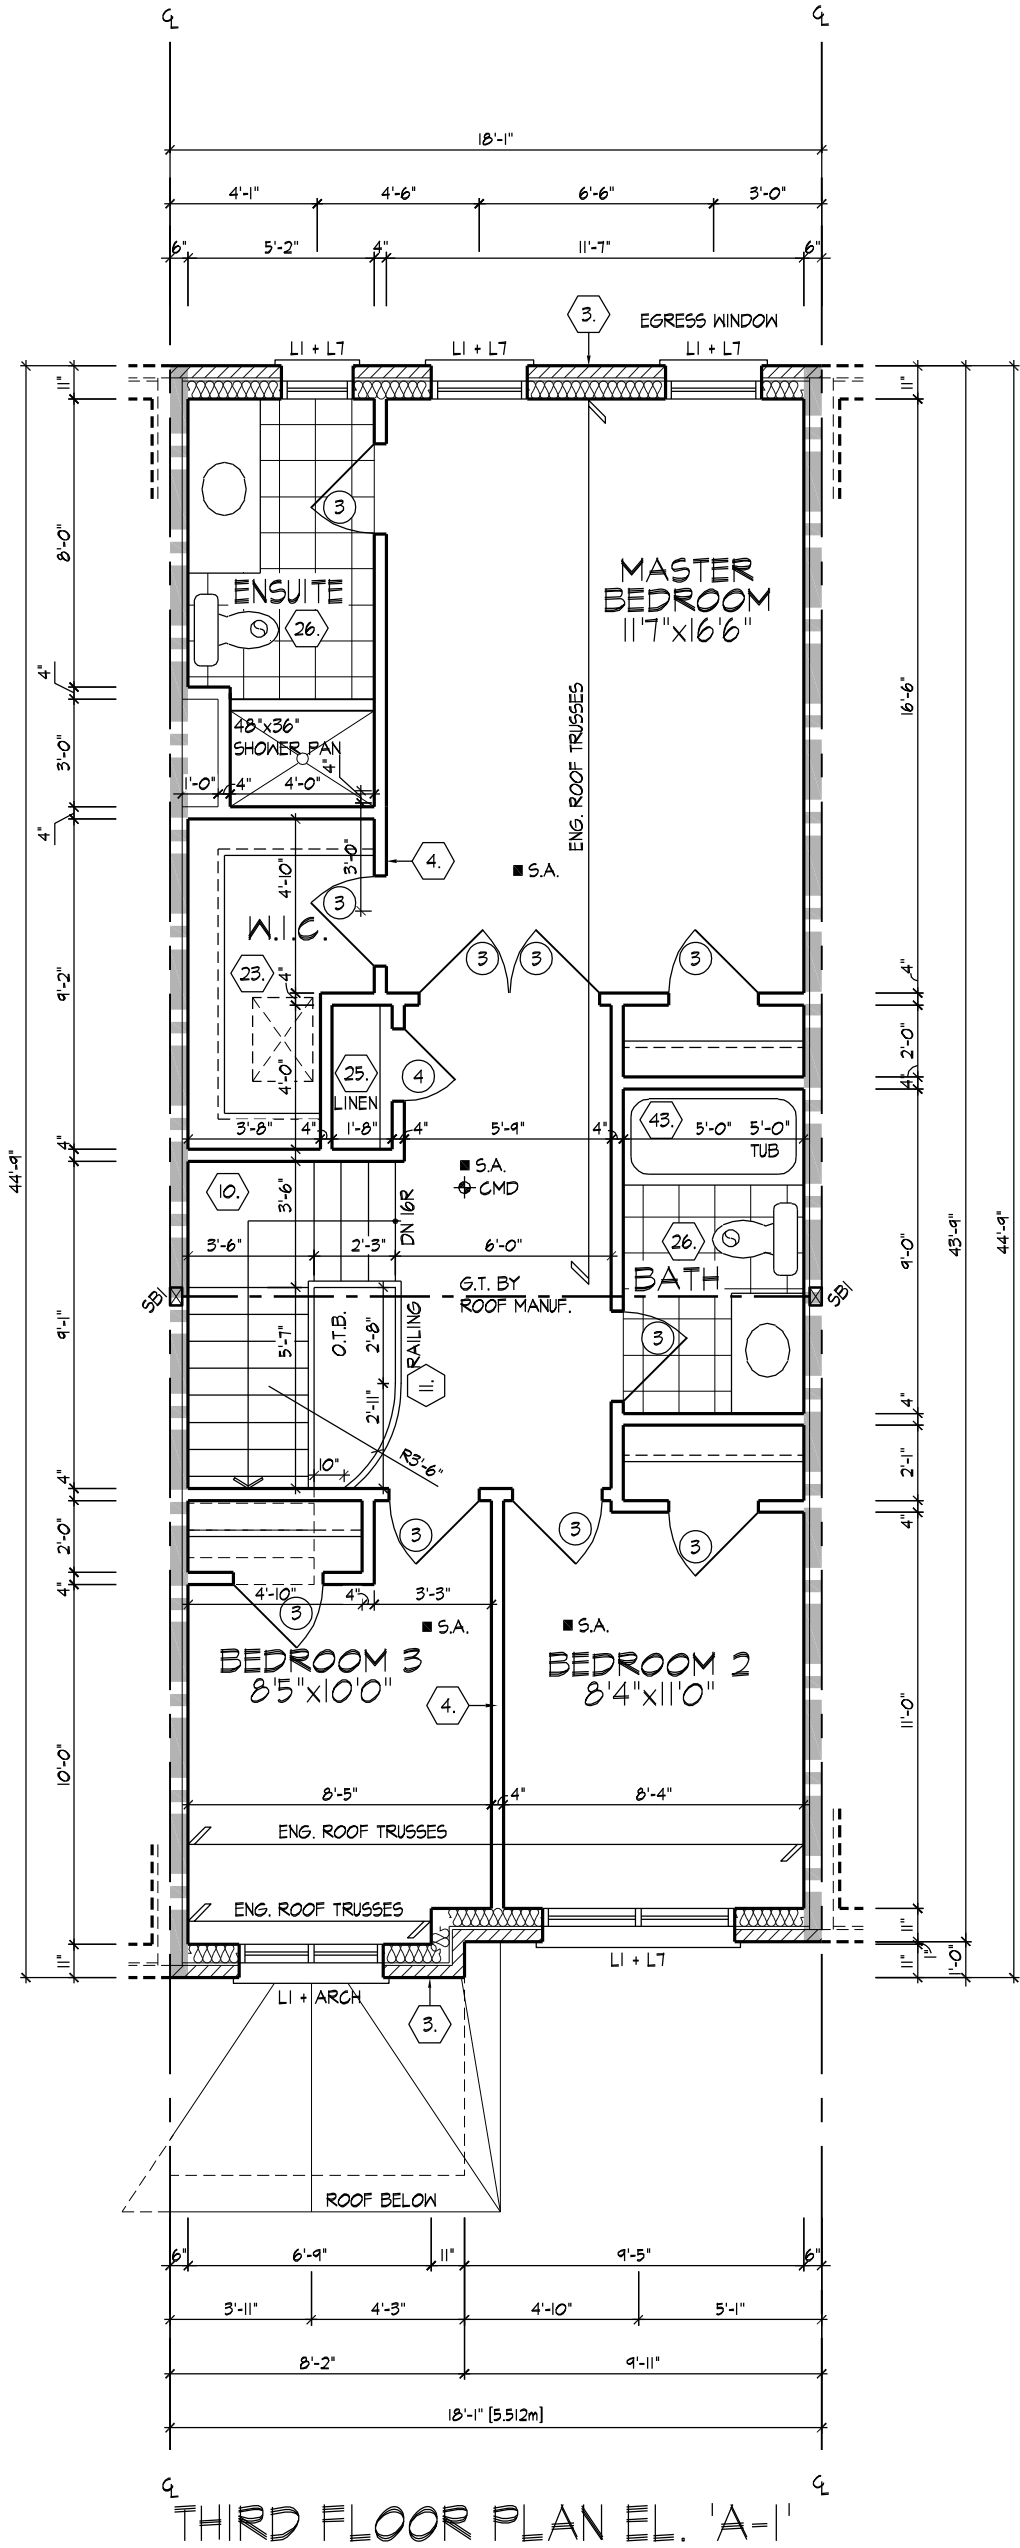 CL CL
18'-1"
4'-1" 4'-6" 6'-6" 3'-0"
6" 5'-2" 4" 11'-7" 6"
3. EGRESS WINDOW
L1 + L7 L1 + L7 L1 + L7
11" 11"
3
8'-0"
MASTER
BEDROOM
11'7"x16'6"
ENSUITE
26.
4"
16'-6"
ENG. ROOF TRUSSES
48"x36"
SHOWER PAN
3'-0"
4"
1'-0" 4" 4'-0"
4"
3'-0"
4.
4'-10"
S.A.
3
W.I.C.
3 3 3
23.
4"
9'-2"
4"
2'-0"
4"
25.
LINEN
4
4'-0"
43.
3'-8" 4" 1'-8" 4" 5'-9" 4" 5'-0" 5'-0"
TUB
4"
44'-9"
S.A.
CMD
10.
3'-6"
DN 16R
3'-6" 2'-3" 6'-0"
26.
BATH
9'-0"
43'-9"
44'-9"
G.T. BY
ROOF MANUF.
SB1 SB1
9'-1"
5'-7"
O.T.B.
2'-8"
RAILING
3
11.
2'-11"
4"
R3'-6"
10"
2'-1"
4"
3 3 3
4"
2'-0"
4"
4'-10" 4" 3'-3"
3
S.A. S.A.
BEDROOM 3
8'5"x10'0"
BEDROOM 2
8'4"x11'0"
4.
10'-0"
11'-0"
8'-5" 4" 8'-4"
ENG. ROOF TRUSSES
ENG. ROOF TRUSSES
11"
11"
11"
1"
1'-0"
L1 + L7
L1 + ARCH
3.
ROOF BELOW
6" 6'-9" 11" 9'-5" 6"
3'-11" 4'-3" 4'-10" 5'-1"
8'-2" 9'-11"
18'-1" [5.512m]
CL CL
THIRD FLOOR PLAN EL. 'A-1'